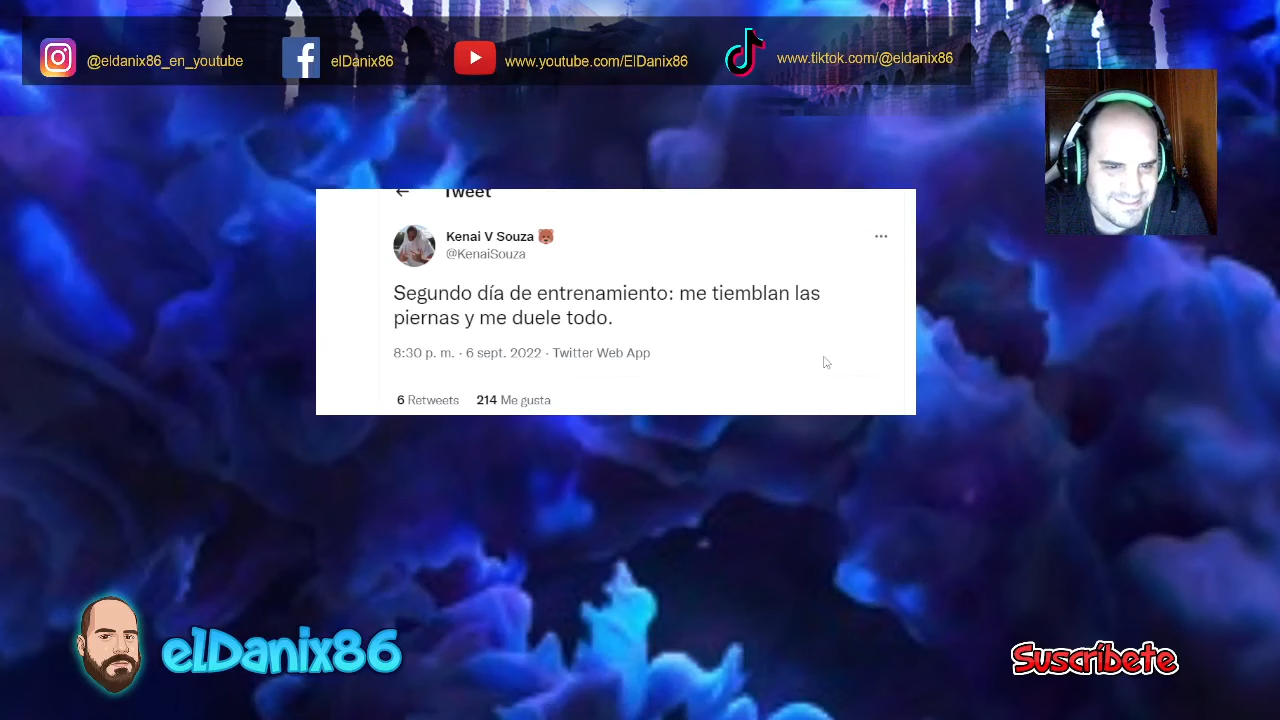 @eldanix86_en_youtube
elDanix86
www.youtube.com/ElDanix86
www.tiktok.com/@eldanix86
Tweet
Kenai V Souza
@KenaiSouza
Segundo día de entrenamiento: me tiemblan las
piernas y me duele todo.
8:30 p. m. · 6 sept. 2022 · Twitter Web App
6 Retweets 214 Me gusta
elDanix86
Suscríbete